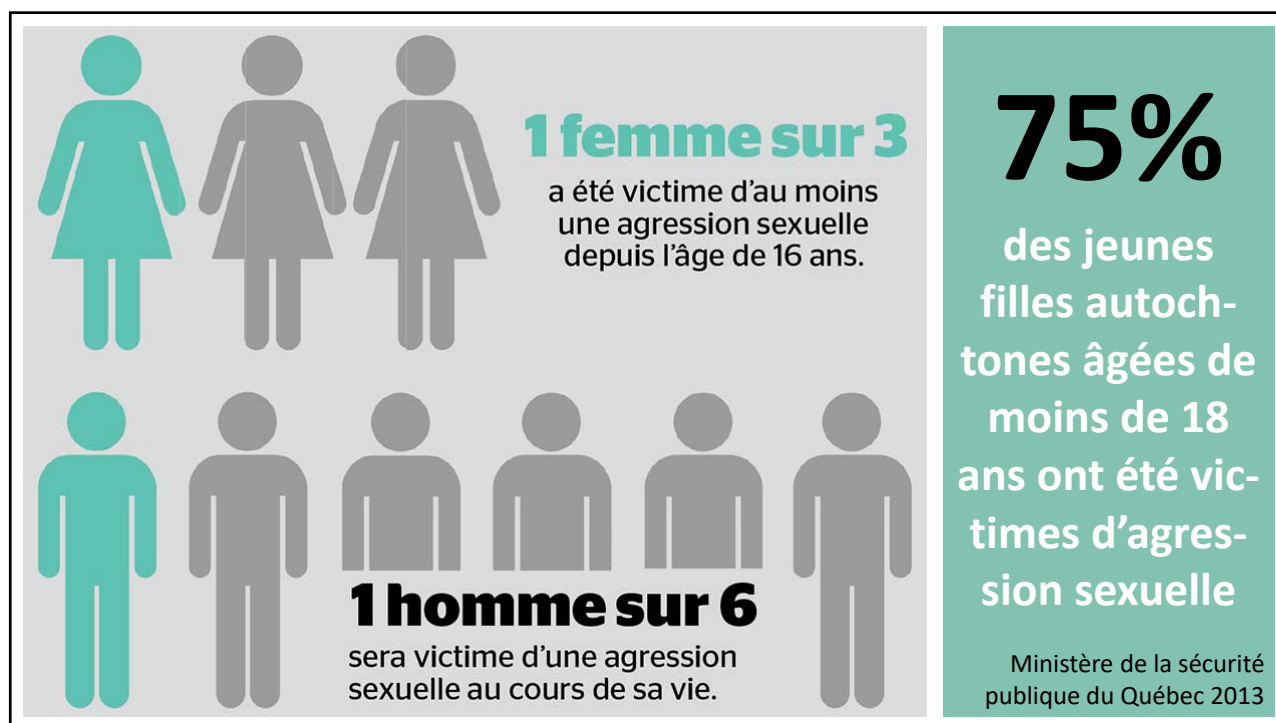 1 femme sur 3
a été victime d'au moins
une agression sexuelle
depuis l'âge de 16 ans.
1 homme sur 6
sera victime d'une agression
sexuelle au cours de sa vie.
75%
des jeunes
filles autoch-
tones âgées de
moins de 18
ans ont été vic-
times d'agres-
sion sexuelle
Ministère de la sécurité
publique du Québec 2013